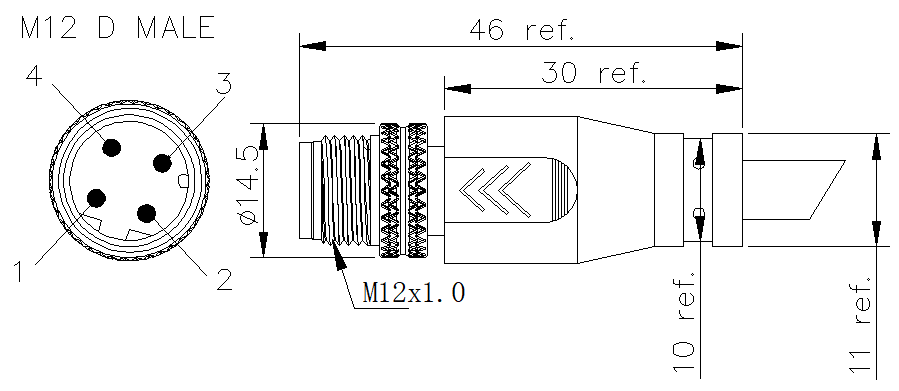 M12 D MALE
46 ref.
30 ref.
4
3
ø14.5
1
2
M12x1.0
10 ref.
11 ref.